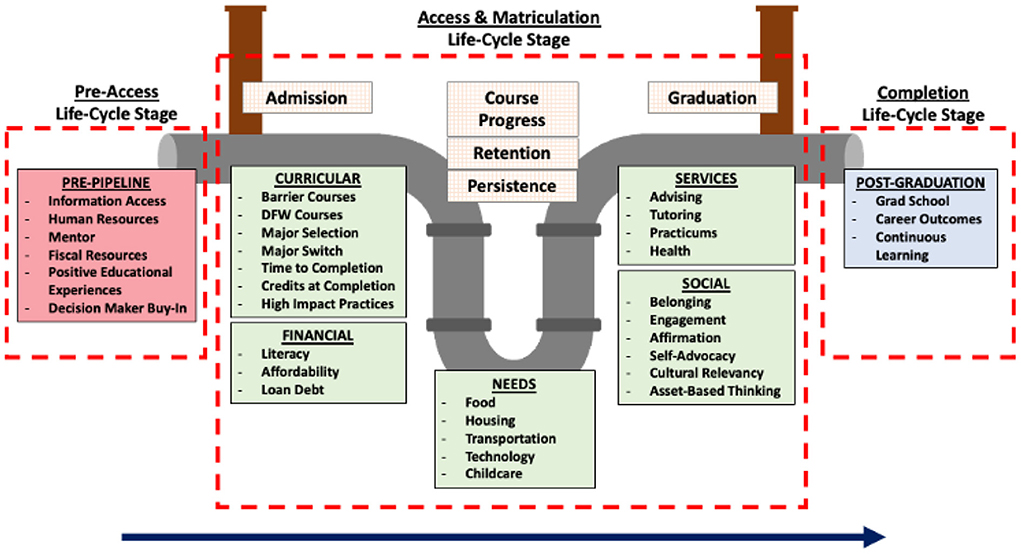 Access & Matriculation
Life-Cycle Stage
Pre-Access
Life-Cycle Stage
Admission
Course
Progress
Retention
Persistence
Graduation
Completion
Life-Cycle Stage
PRE-PIPELINE
- Information Access
- Human Resources
- Mentor
- Fiscal Resources
- Positive Educational
Experiences
- Decision Maker Buy-In
CURRICULAR
- Barrier Courses
- DFW Courses
- Major Selection
- Major Switch
- Time to Completion
- Credits at Completion
- High Impact Practices
FINANCIAL
- Literacy
- Affordability
- Loan Debt
NEEDS
- Food
- Housing
- Transportation
- Technology
- Childcare
SERVICES
- Advising
- Tutoring
- Practicums
- Health
SOCIAL
- Belonging
- Engagement
- Affirmation
- Self-Advocacy
- Cultural Relevancy
- Asset-Based Thinking
POST-GRADUATION
- Grad School
- Career Outcomes
- Continuous
Learning